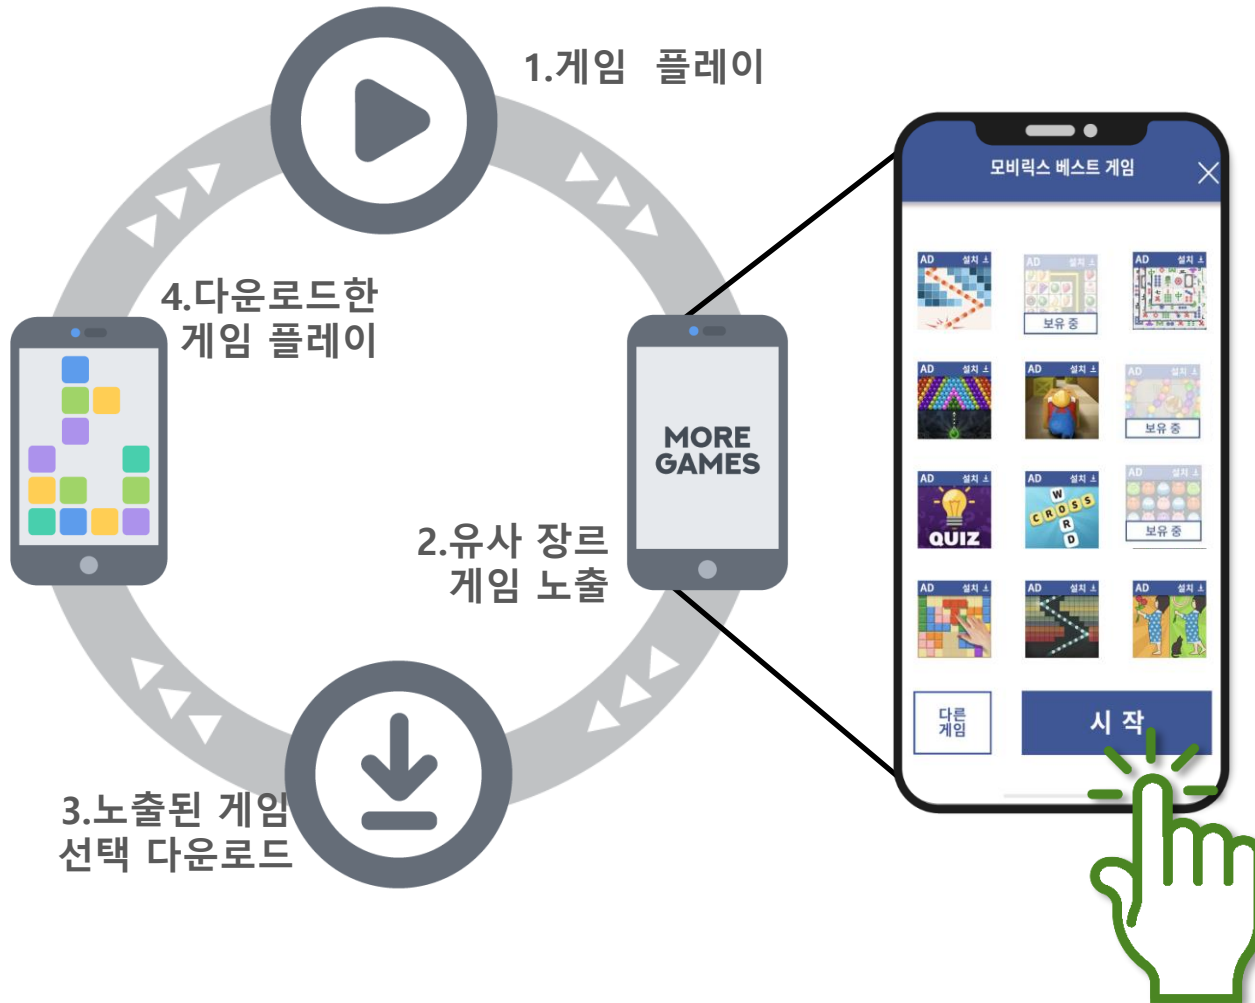 1.게임 플레이
모비릭스 베스트 게임
4.다운로드한
게임 플레이
MORE
GAMES
2.유사 장르
게임 노출
3.노출된 게임
선택 다운로드
AD 설치
AD 설치
보유 중
AD 설치
AD 설치
AD 설치
AD 설치
보유 중
AD 설치
QUIZ
AD 설치
WORD
CROSS
AD 설치
보유 중
AD 설치
AD 설치
AD 설치
다른
게임
시 작